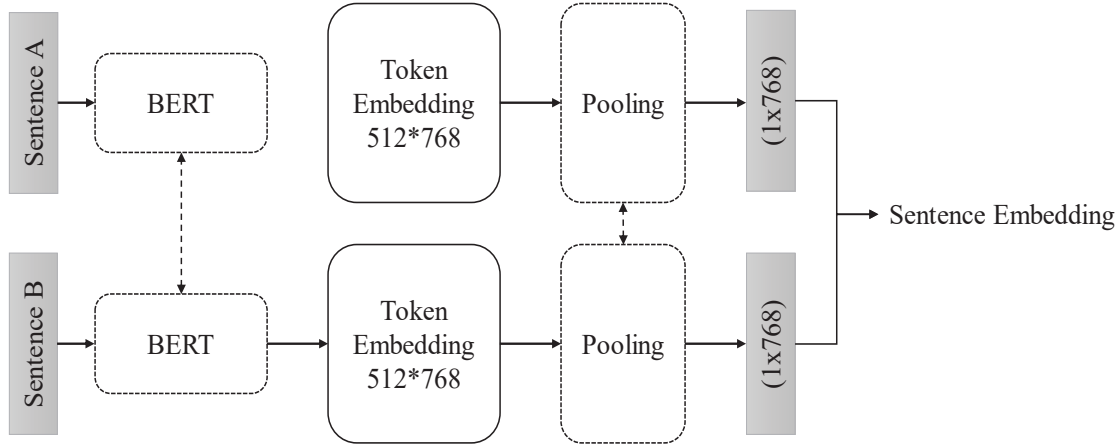 Sentence A
BERT
Token
Embedding
512*768
Pooling
(1x768)
Sentence Embedding
Sentence B
BERT
Token
Embedding
512*768
Pooling
(1x768)